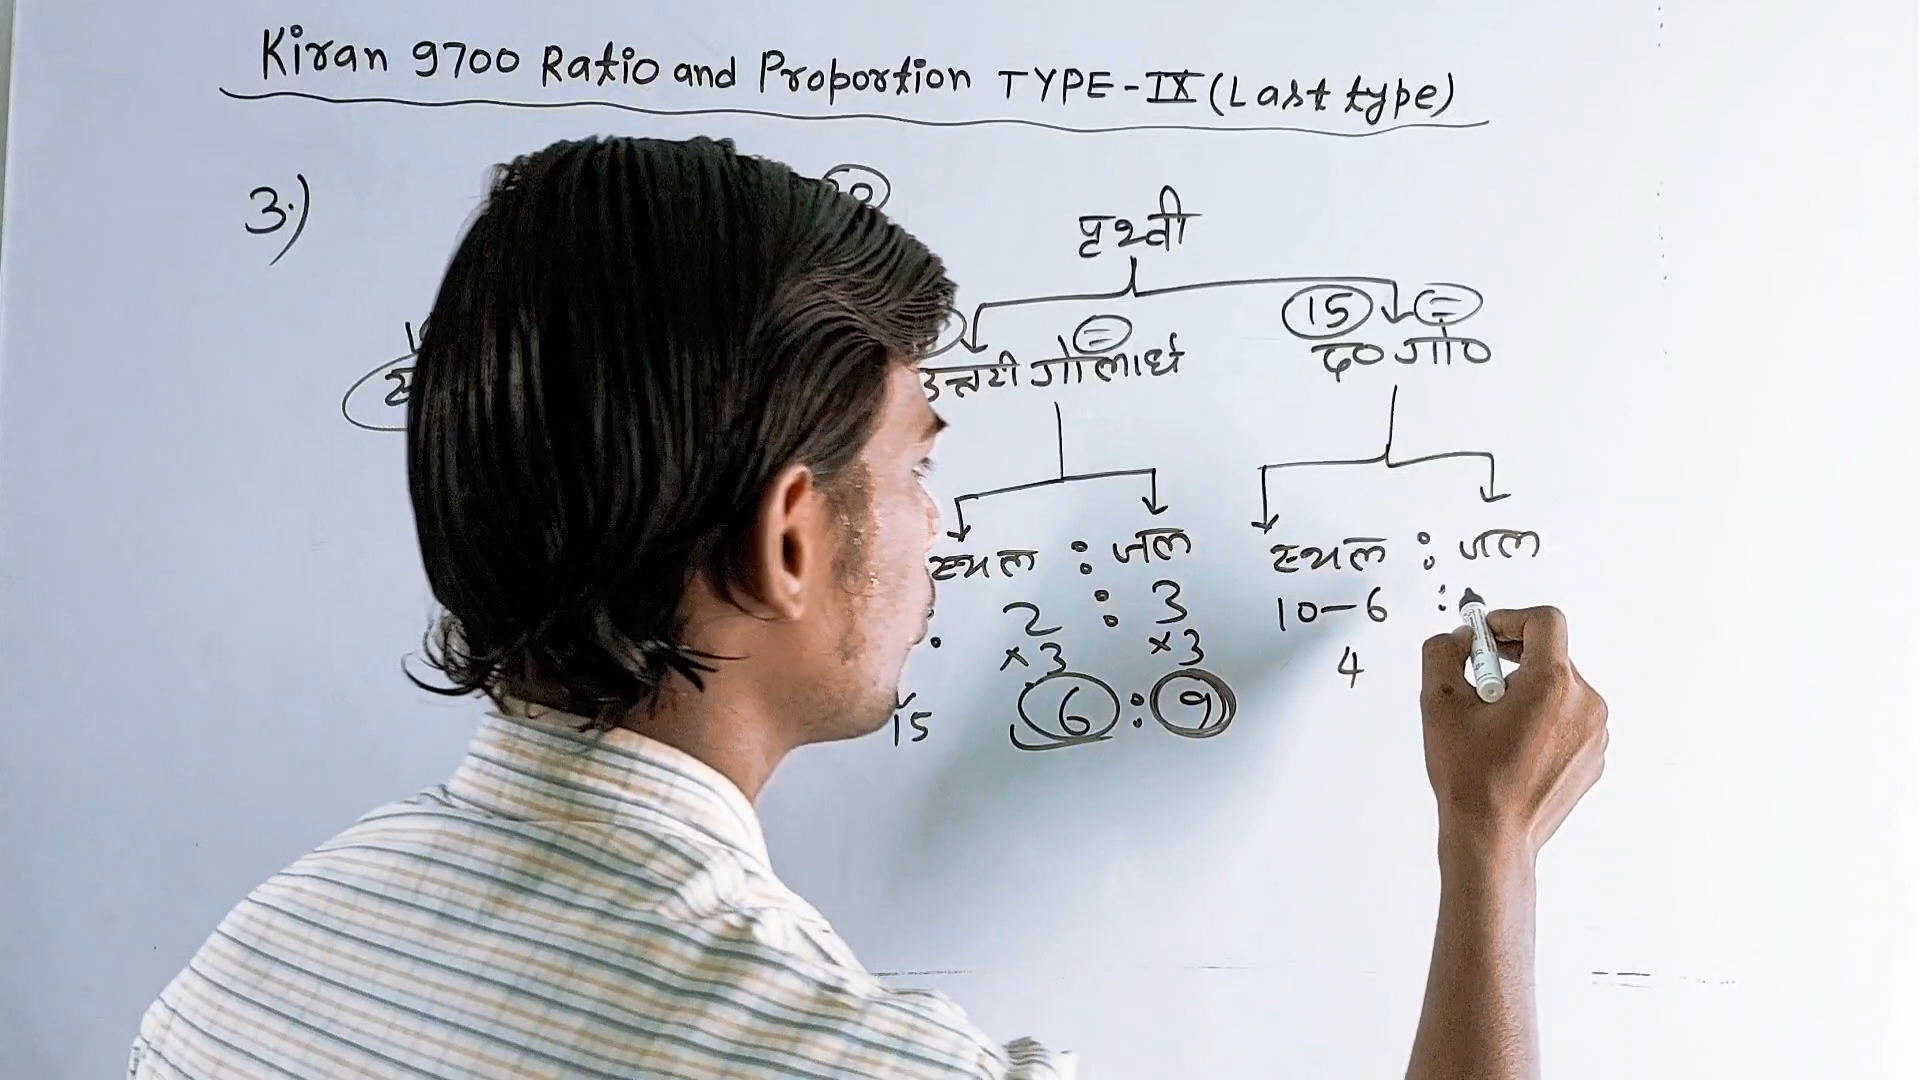 Kiran 9700 Ratio and Proportion TYPE-IX (Last type)
3.)
पृथ्वी
15 =
=
उत्तरी गोलार्ध द० गो०
स्थल : जल स्थल : जल
2 : 3 10-6 :
×3 ×3 4
15 6 : 9